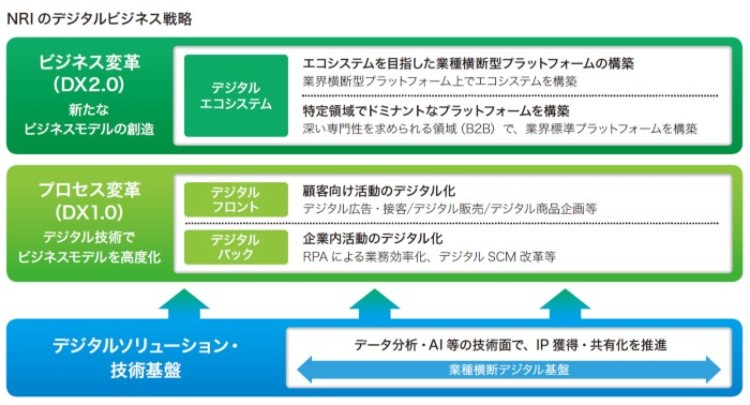 NRIのデジタルビジネス戦略
ビジネス変革
(DX2.0)
新たな
ビジネスモデルの創造
デジタル
エコシステム
エコシステムを目指した業種横断型プラットフォームの構築
業界横断型プラットフォーム上でエコシステムを構築
特定領域でドミナントなプラットフォームを構築
深い専門性を求められる領域（B2B）で、業界標準プラットフォームを構築
プロセス変革
(DX1.0)
デジタル技術で
ビジネスモデルを高度化
デジタル
フロント
顧客向け活動のデジタル化
デジタル広告・接客/デジタル販売/デジタル商品企画等
デジタル
バック
企業内活動のデジタル化
RPAによる業務効率化、デジタルSCM改革等
デジタルソリューション・
技術基盤
データ分析・AI等の技術面で、IP獲得・共有化を推進
業種横断デジタル基盤